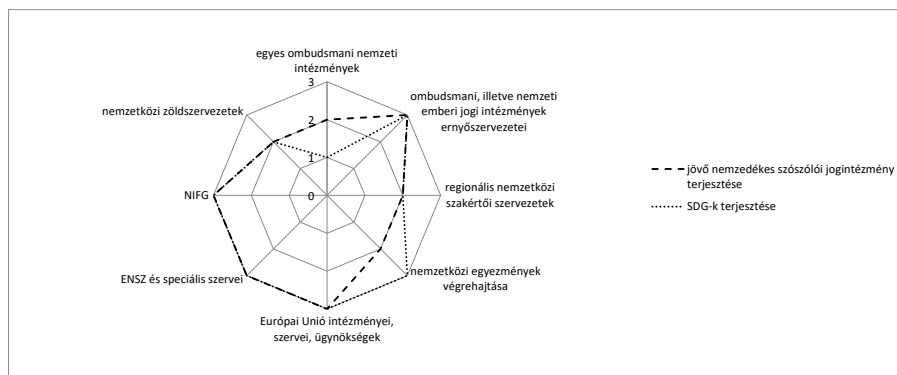 egyes ombudsmani nemzeti
intézmények
3
ombudsmani, illetve nemzeti
emberi jogi intézmények
ernyőszervezetei
nemzetközi zöldszervezetek
2
1
jövő nemzedékes szószólói jogintézmény
terjesztése
NIFG
0
regionális nemzetközi
szakértői szervezetek
SDG-k terjesztése
ENSZ és speciális szervei
nemzetközi egyezmények
végrehajtása
Európai Unió intézményei,
szervei, ügynökségek